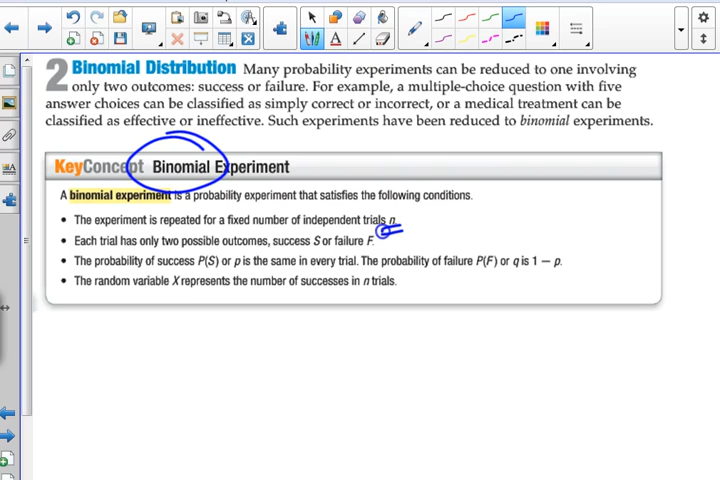 2 Binomial Distribution Many probability experiments can be reduced to one involving
only two outcomes: success or failure. For example, a multiple-choice question with five
answer choices can be classified as simply correct or incorrect, or a medical treatment can be
classified as effective or ineffective. Such experiments have been reduced to binomial experiments.
KeyConcept Binomial Experiment
A binomial experiment is a probability experiment that satisfies the following conditions.
• The experiment is repeated for a fixed number of independent trials n.
• Each trial has only two possible outcomes, success S or failure F.
• The probability of success P(S) or p is the same in every trial. The probability of failure P(F) or q is 1 − p.
• The random variable X represents the number of successes in n trials.